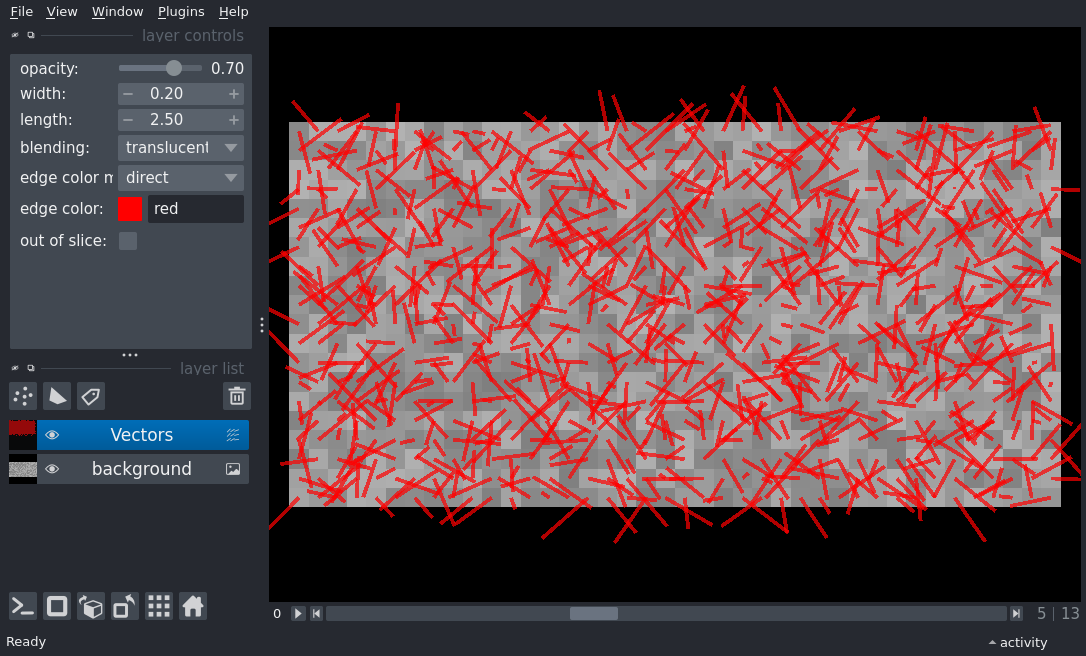 File View Window Plugins Help
layer controls
opacity: 0.70
width: − 0.20 +
length: − 2.50 +
blending: translucent
edge color m direct
edge color: red
out of slice:
layer list
Vectors
background
0 5 | 13
Ready activity